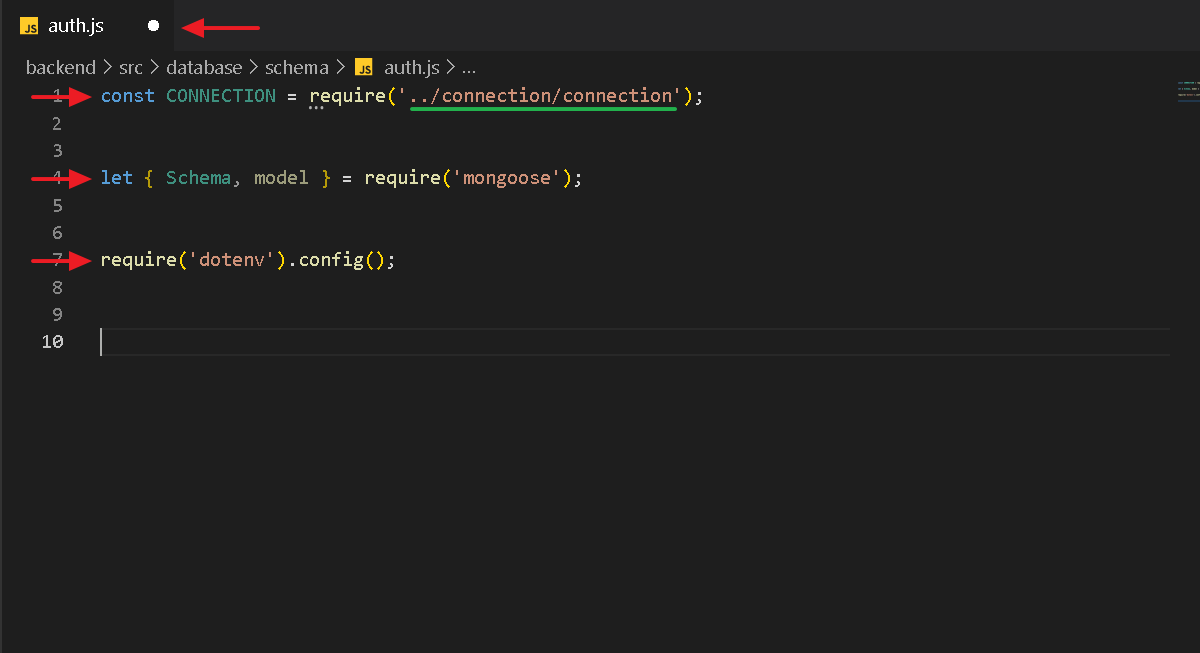 JS auth.js
backend > src > database > schema > JS auth.js > ...
1 const CONNECTION = require('../connection/connection');
2
3
4 let { Schema, model } = require('mongoose');
5
6
7 require('dotenv').config();
8
9
10